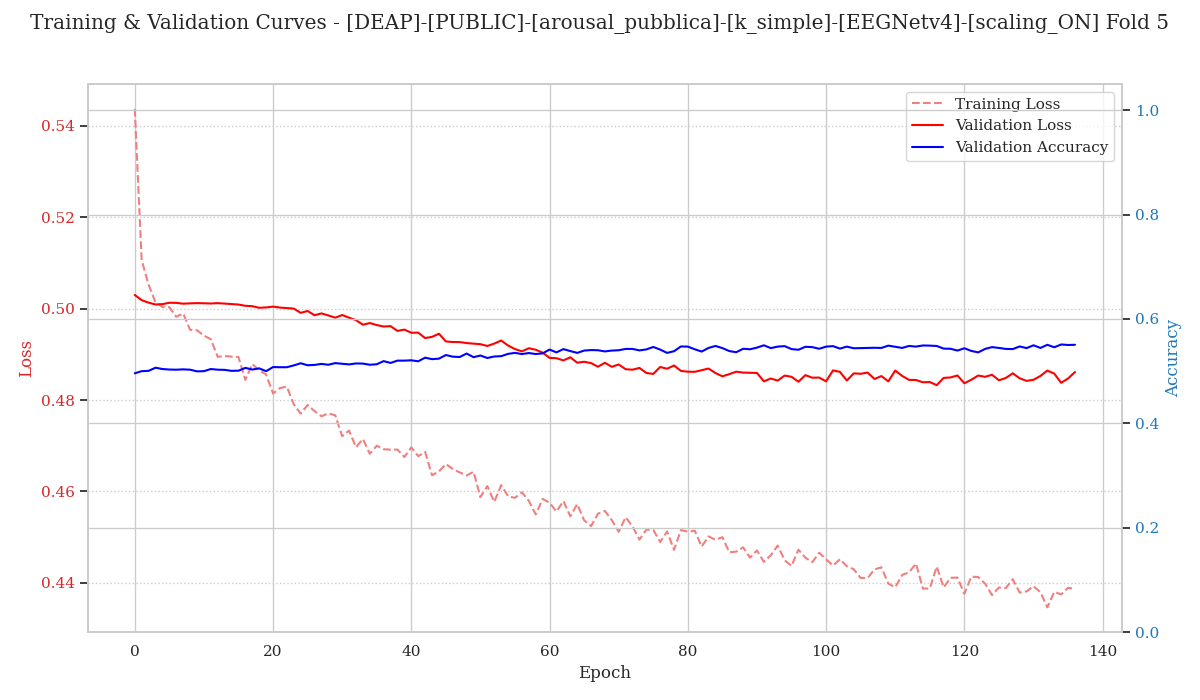 Training & Validation Curves - [DEAP]-[PUBLIC]-[arousal_pubblica]-[k_simple]-[EEGNetv4]-[scaling_ON] Fold 5
Training Loss
Validation Loss
Validation Accuracy
0.54
0.52
0.50
0.48
0.46
0.44
Loss
1.0
0.8
0.6
0.4
0.2
0.0
Accuracy
0
20
40
60
80
100
120
140
Epoch